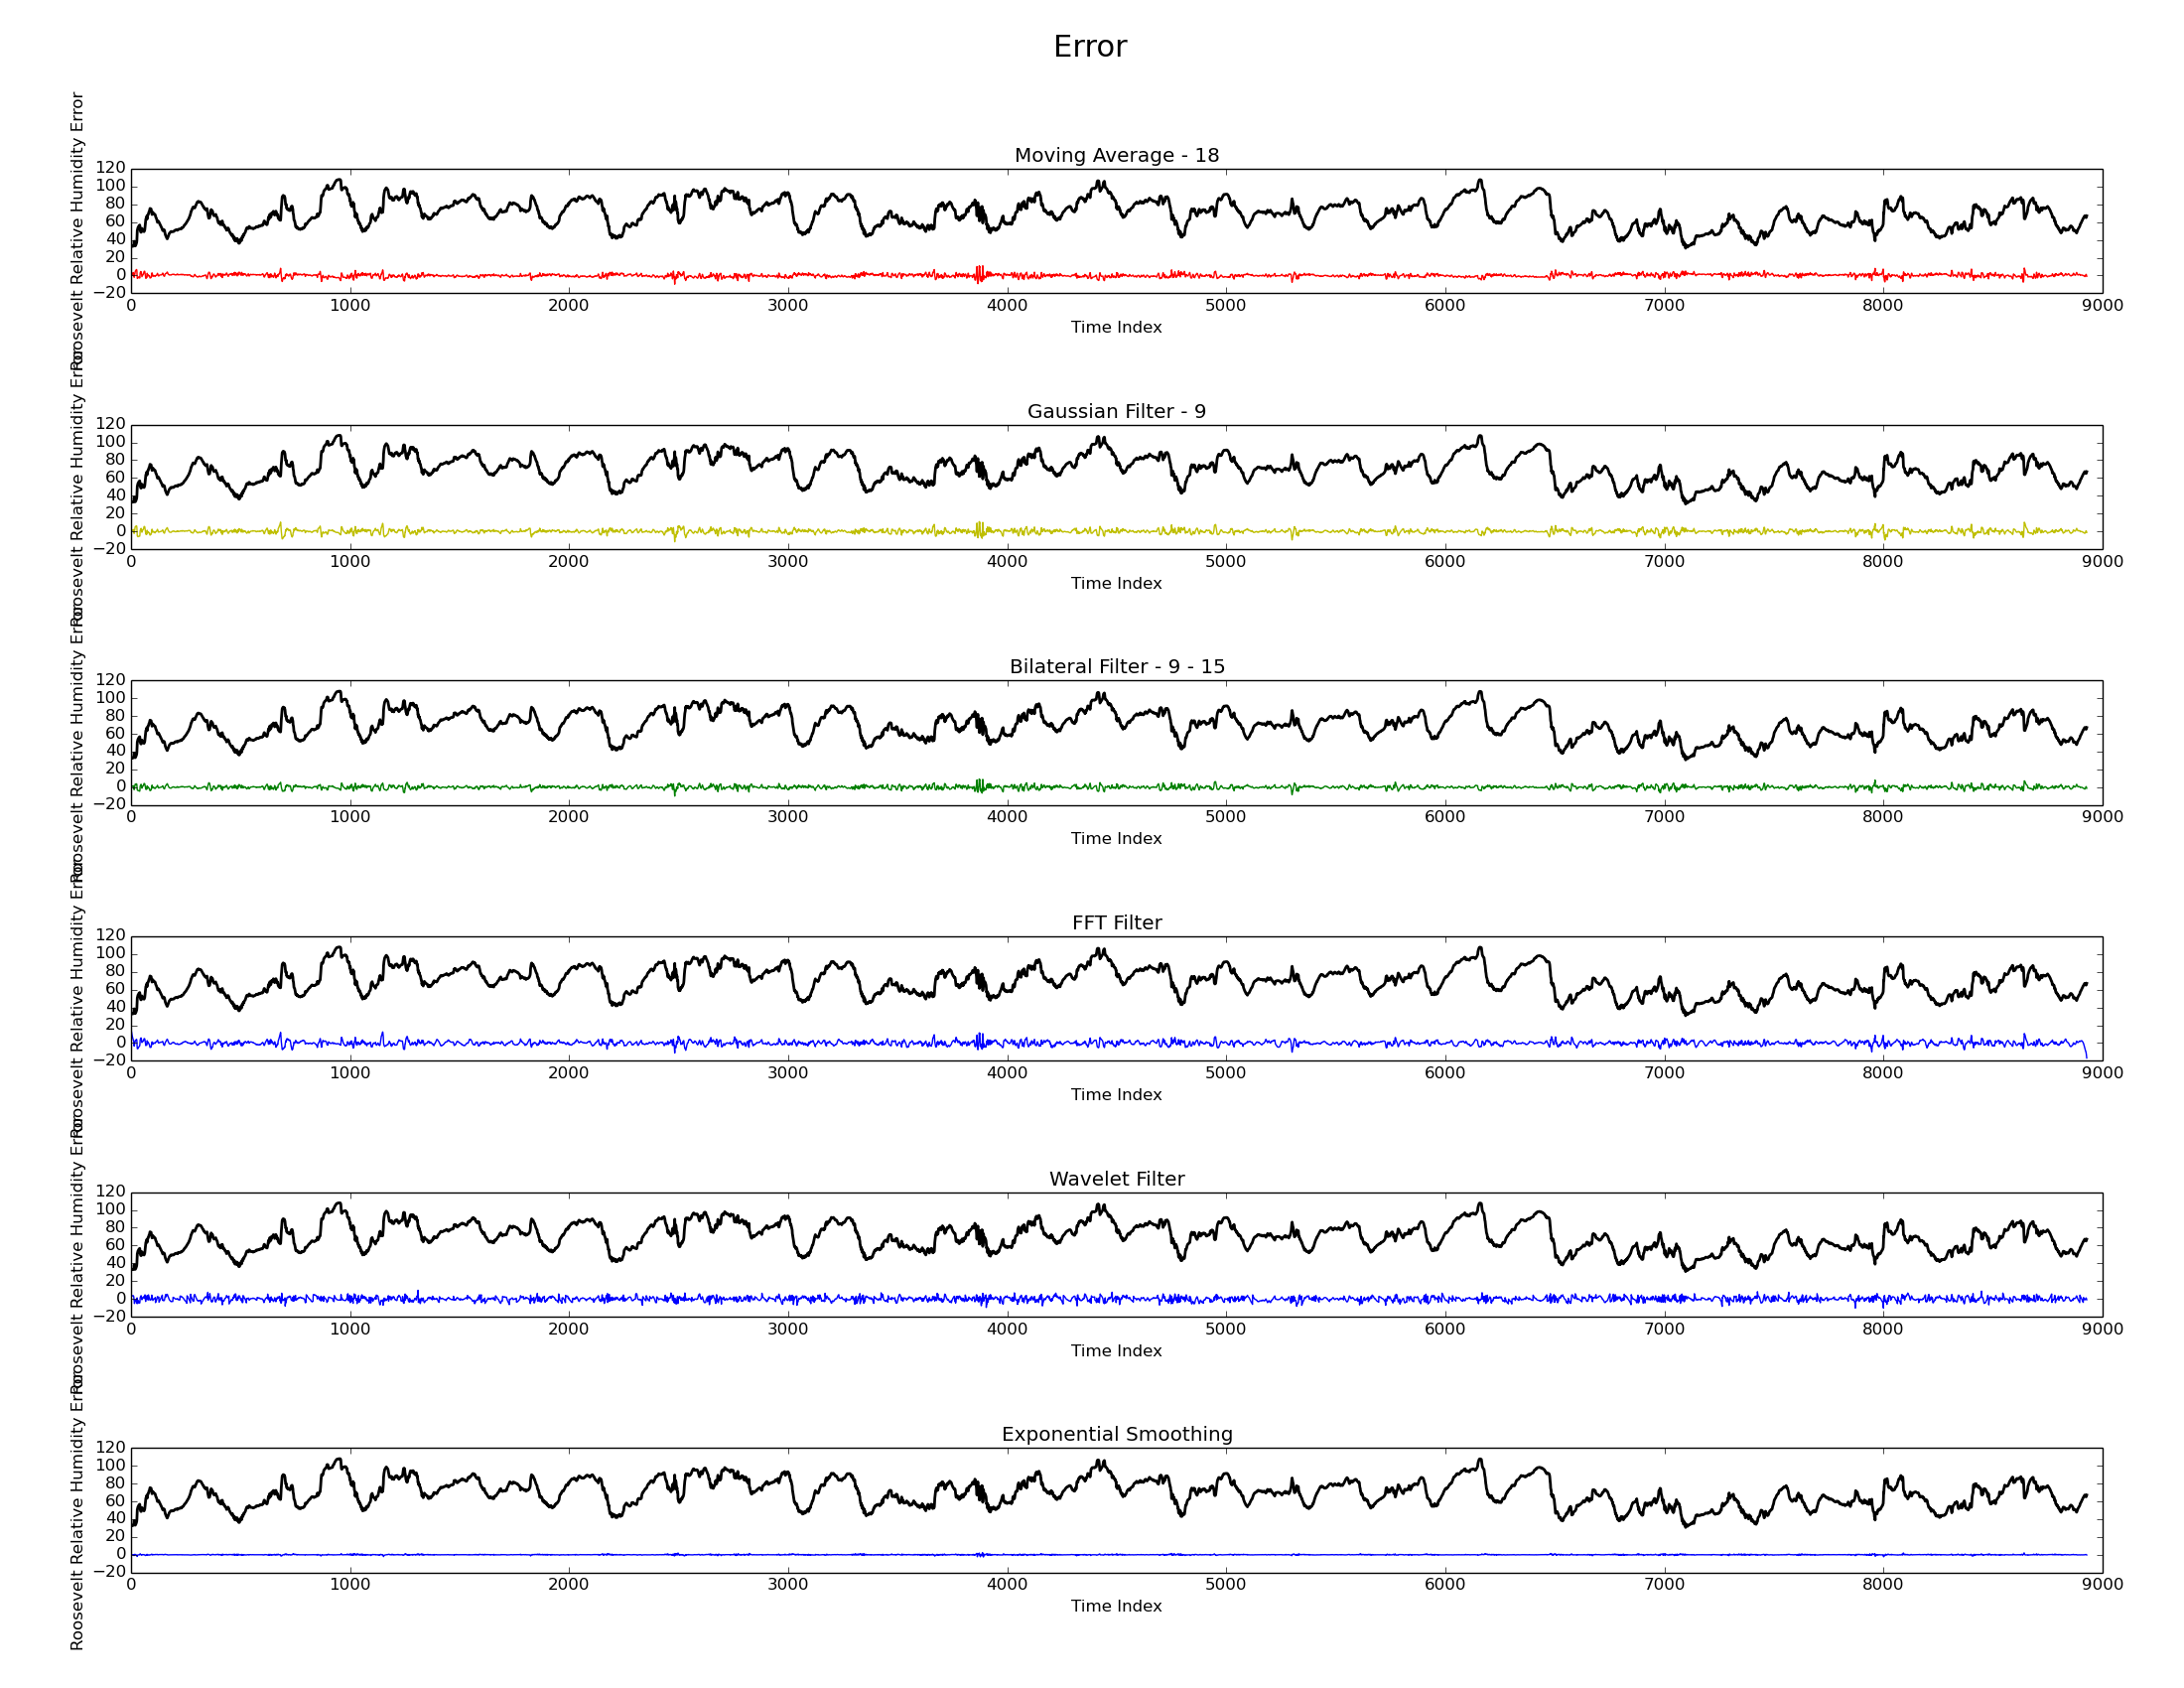 Error
Moving Average - 18
Roosevelt Relative Humidity Error
120
100
80
60
40
20
0
−20
0 1000 2000 3000 4000 5000 6000 7000 8000 9000
Time Index
Gaussian Filter - 9
Roosevelt Relative Humidity Error
120
100
80
60
40
20
0
−20
0 1000 2000 3000 4000 5000 6000 7000 8000 9000
Time Index
Bilateral Filter - 9 - 15
Roosevelt Relative Humidity Error
120
100
80
60
40
20
0
−20
0 1000 2000 3000 4000 5000 6000 7000 8000 9000
Time Index
FFT Filter
Roosevelt Relative Humidity Error
120
100
80
60
40
20
0
−20
0 1000 2000 3000 4000 5000 6000 7000 8000 9000
Time Index
Wavelet Filter
Roosevelt Relative Humidity Error
120
100
80
60
40
20
0
−20
0 1000 2000 3000 4000 5000 6000 7000 8000 9000
Time Index
Exponential Smoothing
Roosevelt Relative Humidity Error
120
100
80
60
40
20
0
−20
0 1000 2000 3000 4000 5000 6000 7000 8000 9000
Time Index